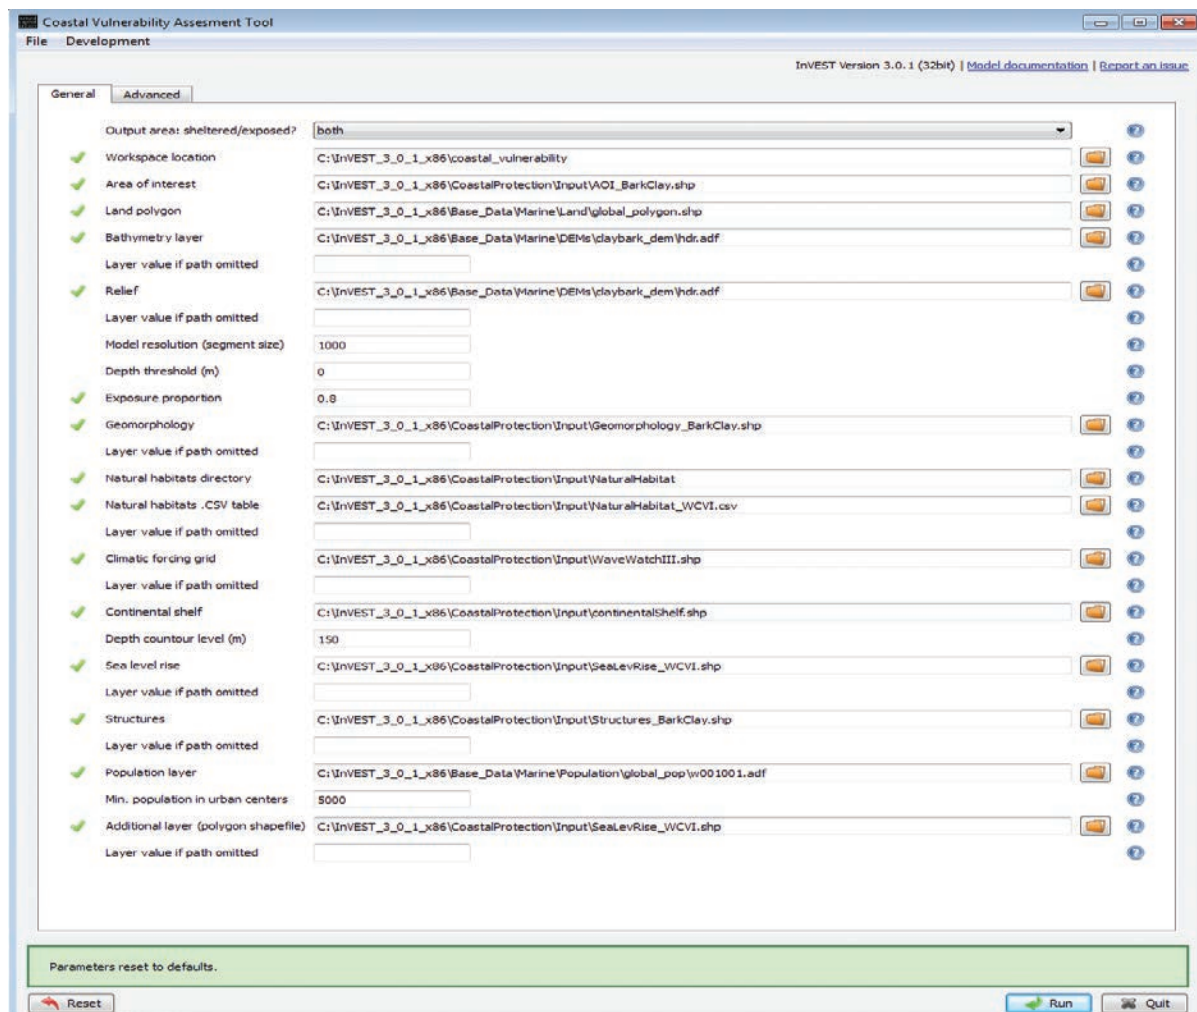 Coastal Vulnerability Assesment Tool
File Development
InVEST Version 3.0.1 (32bit) | Model documentation | Report an issue
General Advanced
Output area: sheltered/exposed? both
Workspace location C:\InVEST_3_0_1_x86\coastal_vulnerability
Area of interest C:\InVEST_3_0_1_x86\CoastalProtection\Input\AOI_BarkClay.shp
Land polygon C:\InVEST_3_0_1_x86\Base_Data\Marine\Land\global_polygon.shp
Bathymetry layer C:\InVEST_3_0_1_x86\Base_Data\Marine\DEMs\claybark_dem\hdr.adf
Layer value if path omitted
Relief C:\InVEST_3_0_1_x86\Base_Data\Marine\DEMs\claybark_dem\hdr.adf
Layer value if path omitted
Model resolution (segment size) 1000
Depth threshold (m) 0
Exposure proportion 0.8
Geomorphology C:\InVEST_3_0_1_x86\CoastalProtection\Input\Geomorphology_BarkClay.shp
Layer value if path omitted
Natural habitats directory C:\InVEST_3_0_1_x86\CoastalProtection\Input\NaturalHabitat
Natural habitats .CSV table C:\InVEST_3_0_1_x86\CoastalProtection\Input\NaturalHabitat_WCVI.csv
Layer value if path omitted
Climatic forcing grid C:\InVEST_3_0_1_x86\CoastalProtection\Input\WaveWatchIII.shp
Layer value if path omitted
Continental shelf C:\InVEST_3_0_1_x86\CoastalProtection\Input\continentalShelf.shp
Depth countour level (m) 150
Sea level rise C:\InVEST_3_0_1_x86\CoastalProtection\Input\SeaLevRise_WCVI.shp
Layer value if path omitted
Structures C:\InVEST_3_0_1_x86\CoastalProtection\Input\Structures_BarkClay.shp
Layer value if path omitted
Population layer C:\InVEST_3_0_1_x86\Base_Data\Marine\Population\global_pop\w001001.adf
Min. population in urban centers 5000
Additional layer (polygon shapefile) C:\InVEST_3_0_1_x86\CoastalProtection\Input\SeaLevRise_WCVI.shp
Layer value if path omitted
Parameters reset to defaults.
Reset Run Quit